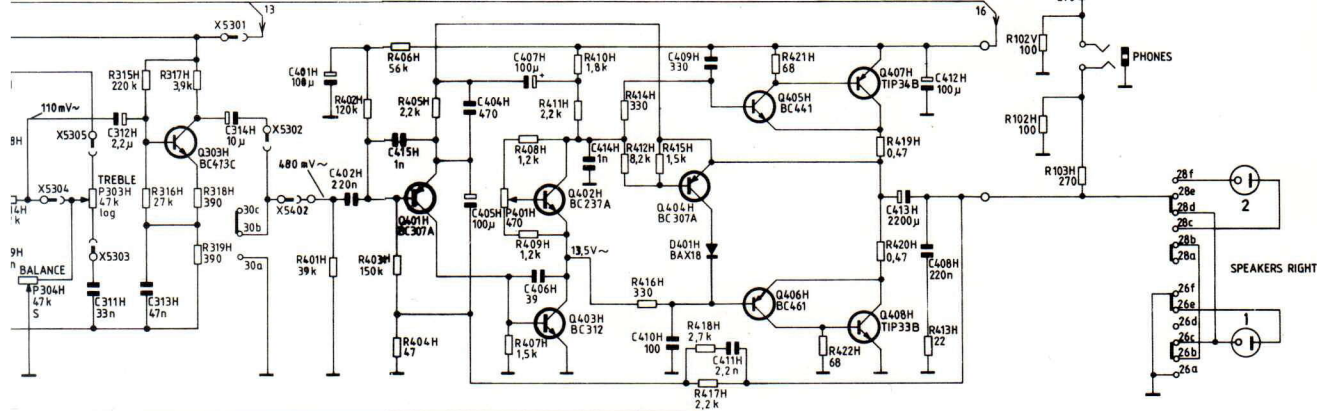 13
X5301
R315H
220 k
R317H
3,9k
110mV~
X5305
C312H
2,2µ
Q303H
BC473C
C314H
10µ
X5302
TREBLE
P303H
47k
log
X5304
R316H
27k
R318H
390
X5402
480 mV~
30c
30b
30a
R319H
390
X5303
BALANCE
P304H
47k
S
C311H
33n
C313H
47n
C401H
100µ
R406H
56k
R402H
120k
R405H
2,2k
C404H
470
C415H
1n
C402H
220n
Q401H
BC307A
R401H
39k
R403H
150k
R404H
47
C405H
100µ
C407H
100µ
+
R410H
1,8k
R411H
2,2k
R408H
1,2k
Q402H
BC237A
P401H
470
R409H
1,2k
13,5V~
C406H
39
Q403H
BC312
R407H
1,5k
C414H
1n
R414H
330
R412H
8,2k
R415H
1,5k
C409H
330
Q404H
BC307A
D401H
BAX18
R416H
330
C410H
100
R418H
2,7k
C411H
2,2n
R417H
2,2k
R421H
68
Q405H
BC441
Q407H
TIP34B
C412H
100µ
R419H
0,47
C413H
2200µ
R420H
0,47
C408H
220n
Q406H
BC461
Q408H
TIP33B
R422H
68
R413H
22
16
R102V
100
PHONES
R102H
100
R103H
270
28f
28e
28d
28c
28b
28a
2
SPEAKERS RIGHT
26f
26e
26d
26c
26b
26a
1